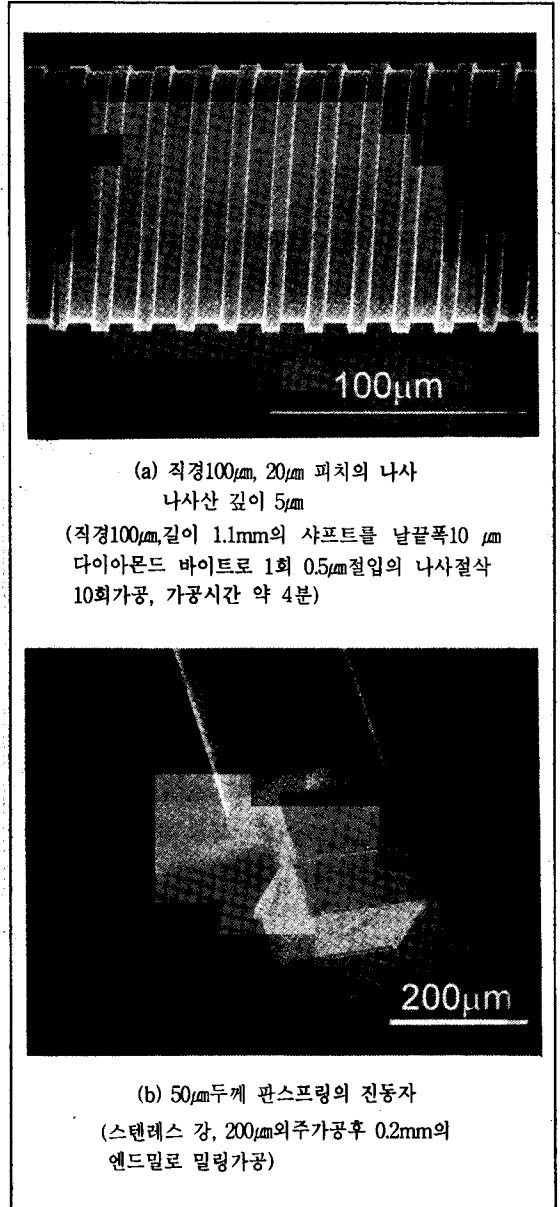 100μm
(a) 직경100㎛, 20㎛ 피치의 나사
나사산 깊이 5㎛
(직경100㎛,길이 1.1mm의 샤프트를 날끝폭10 ㎛
다이아몬드 바이트로 1회 0.5㎛절입의 나사절삭
10회가공, 가공시간 약 4분)
200μm
(b) 50㎛두께 판스프링의 진동자
(스텐레스 강, 200㎛외주가공후 0.2mm의
엔드밀로 밀링가공)